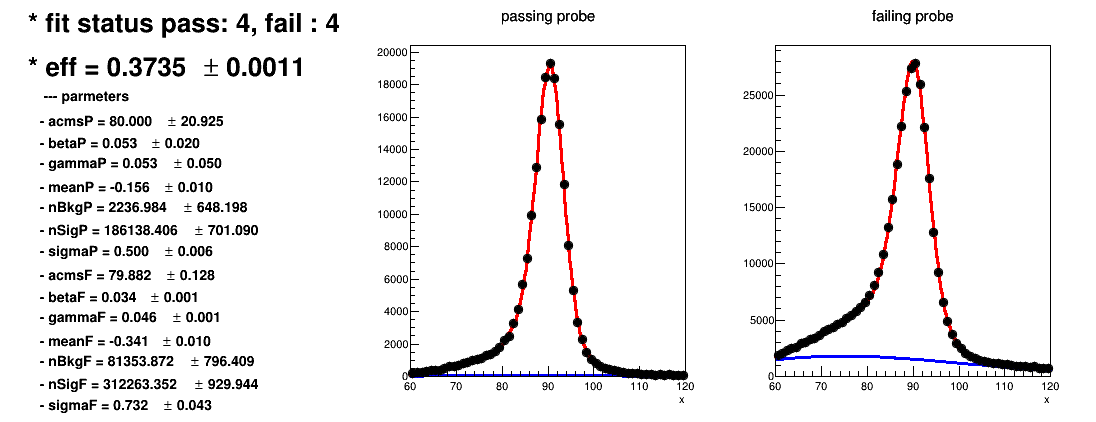 * fit status pass: 4, fail : 4
* eff = 0.3735 ± 0.0011
--- parmeters
- acmsP = 80.000 ± 20.925
- betaP = 0.053 ± 0.020
- gammaP = 0.053 ± 0.050
- meanP = -0.156 ± 0.010
- nBkgP = 2236.984 ± 648.198
- nSigP = 186138.406 ± 701.090
- sigmaP = 0.500 ± 0.006
- acmsF = 79.882 ± 0.128
- betaF = 0.034 ± 0.001
- gammaF = 0.046 ± 0.001
- meanF = -0.341 ± 0.010
- nBkgF = 81353.872 ± 796.409
- nSigF = 312263.352 ± 929.944
- sigmaF = 0.732 ± 0.043
passing probe
20000
18000
16000
14000
12000
10000
8000
6000
4000
2000
0
60 70 80 90 100 110 120
x
failing probe
25000
20000
15000
10000
5000
0
60 70 80 90 100 110 120
x